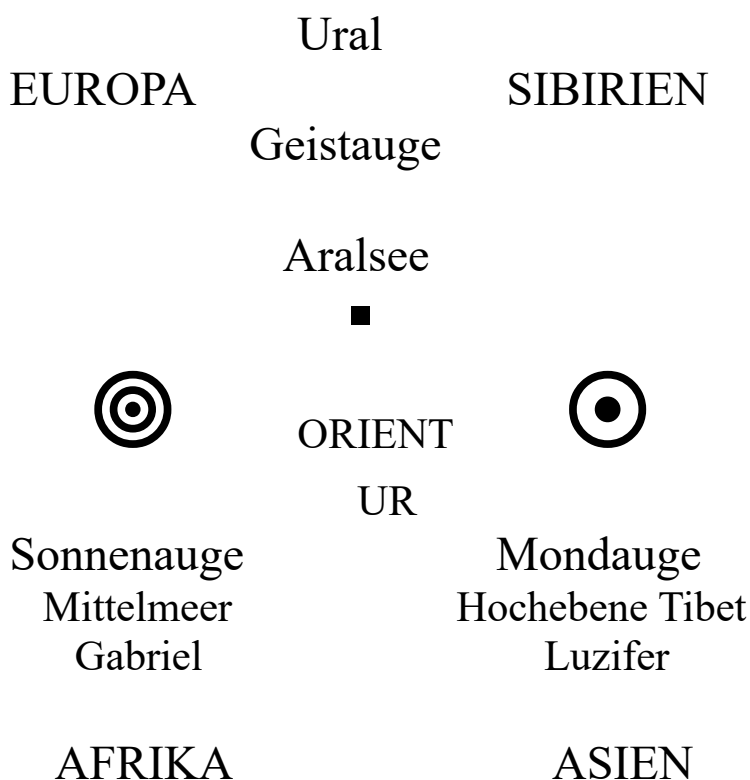 Ural
EUROPA SIBIRIEN
Geistauge
Aralsee
ORIENT
UR
Sonnenauge Mondauge
Mittelmeer Hochebene Tibet
Gabriel Luzifer
AFRIKA ASIEN